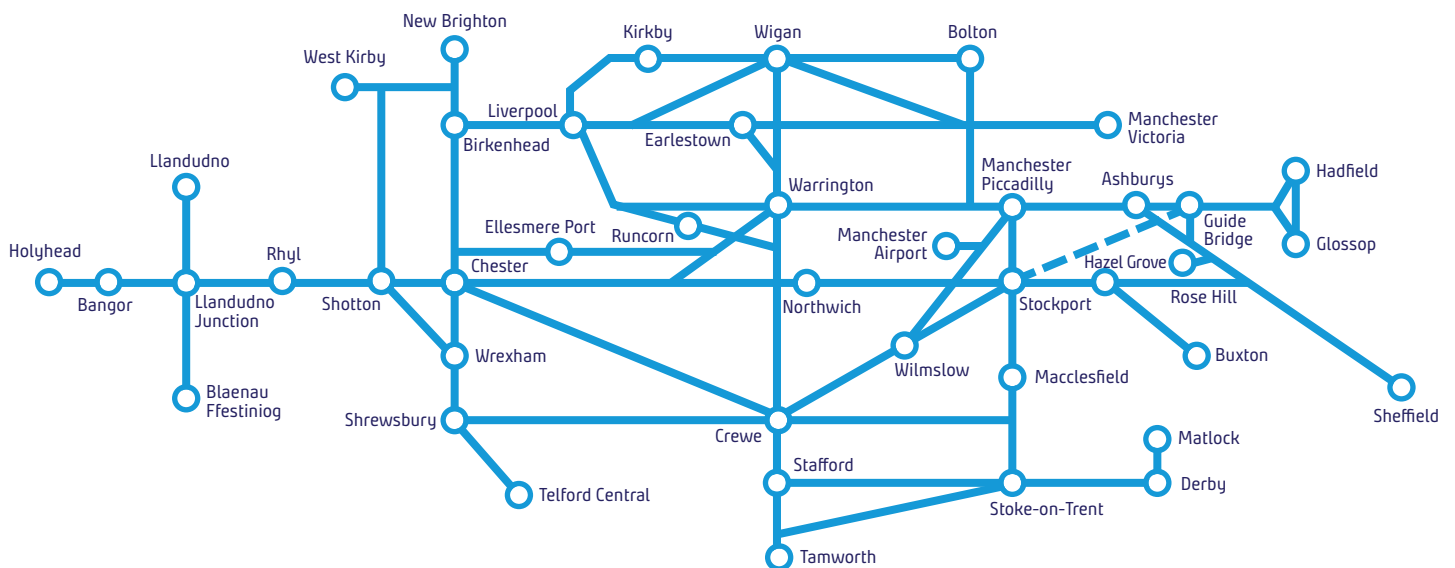 New Brighton
Kirkby
Wigan
Bolton
West Kirby
Liverpool
Birkenhead
Earlestown
Manchester
Victoria
Llandudno
Warrington
Manchester
Piccadilly
Ashburys
Hadfield
Ellesmere Port
Runcorn
Manchester
Airport
Guide
Bridge
Glossop
Holyhead
Bangor
Rhyl
Llandudno
Junction
Shotton
Chester
Northwich
Stockport
Hazel Grove
Rose Hill
Wrexham
Wilmslow
Macclesfield
Buxton
Blaenau
Ffestiniog
Shrewsbury
Crewe
Sheffield
Matlock
Telford Central
Stafford
Stoke-on-Trent
Derby
Tamworth